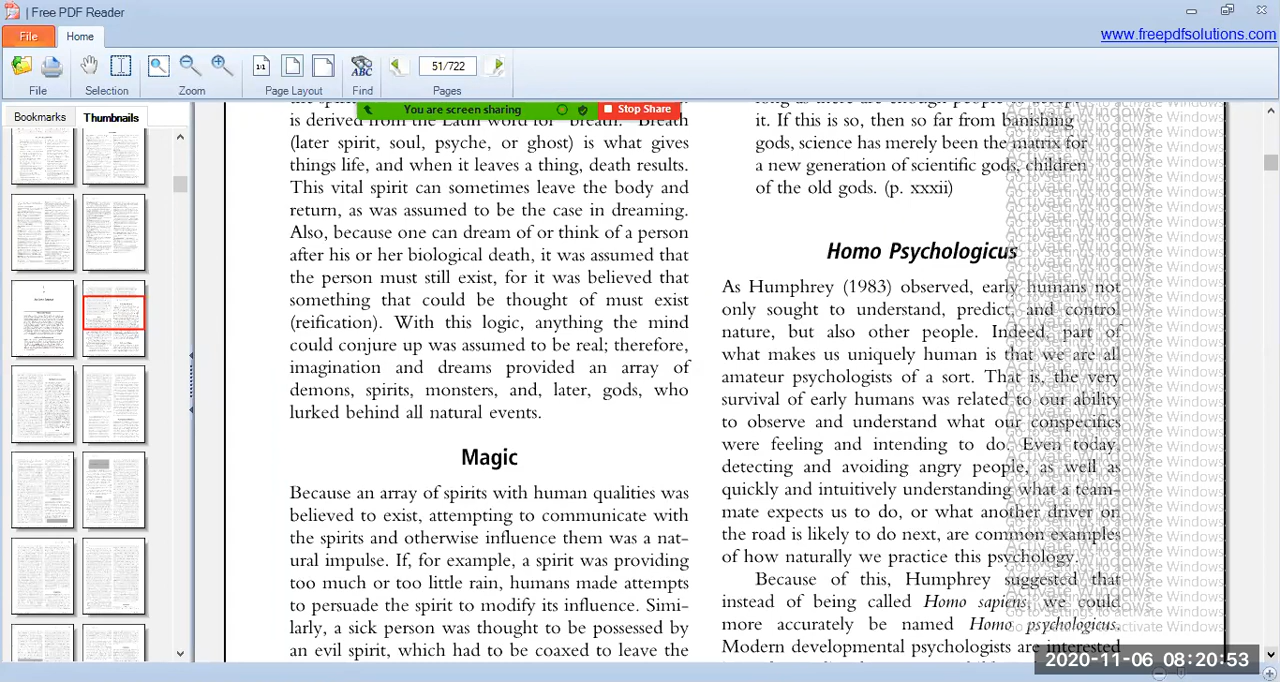 | Free PDF Reader
File
Home
www.freepdfsolutions.com
1/1
ABC
51/722
File
Selection
Zoom
Page Layout
Find
Pages
Bookmarks
Thumbnails
You are screen sharing
Stop Share
is derived from the Latin word for "breath." Breath
(later spirit, soul, psyche, or ghost) is what gives
things life, and when it leaves a thing, death results.
This vital spirit can sometimes leave the body and
return, as was assumed to be the case in dreaming.
Also, because one can dream of or think of a person
after his or her biological death, it was assumed that
the person must still exist, for it was believed that
something that could be thought of must exist
(reification). With this logic, anything the mind
could conjure up was assumed to be real; therefore,
imagination and dreams provided an array of
demons, spirits, monsters, and, later, gods, who
lurked behind all natural events.
Magic
Because an array of spirits with human qualities was
believed to exist, attempting to communicate with
the spirits and otherwise influence them was a nat-
ural impulse. If, for example, a spirit was providing
too much or too little rain, humans made attempts
to persuade the spirit to modify its influence. Simi-
larly, a sick person was thought to be possessed by
an evil spirit, which had to be coaxed to leave the
it. If this is so, then so far from banishing
gods, science has merely been the matrix for
a new generation of scientific gods, children
of the old gods. (p. xxxii)
Homo Psychologicus
As Humphrey (1983) observed, early humans not
only sought to understand, predict, and control
nature, but also other people. Indeed, part of
what makes us uniquely human is that we are all
amateur psychologists of a sort. That is, the very
survival of early humans was related to our ability
to observe and understand what our conspecifics
were feeling and intending to do. Even today,
detecting and avoiding angry people, as well as
quickly and intuitively understanding what a team-
mate expects us to do, or what another driver on
the road is likely to do next, are common examples
of how naturally we practice this psychology.
Because of this, Humphrey suggested that
instead of being called Homo sapiens, we could
more accurately be named Homo psychologicus.
Modern developmental psychologists are interested
Activate Windows
Go to Settings to activate Windows.
2020-11-06 08:20:53